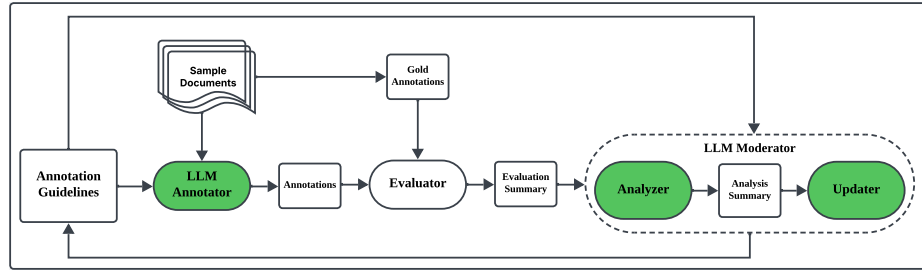 Sample
Documents
Gold
Annotations
Annotation
Guidelines
LLM
Annotator
Annotations
Evaluator
Evaluation
Summary
LLM Moderator
Analyzer
Analysis
Summary
Updater